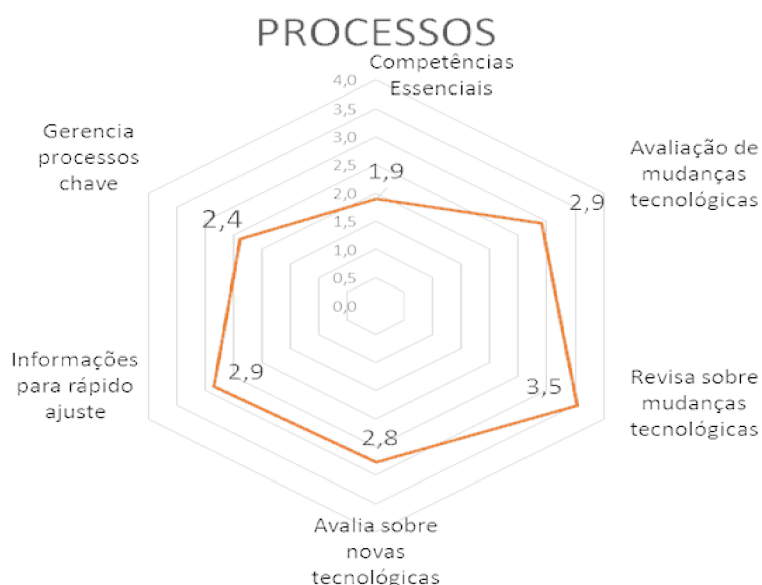 PROCESSOS
Competências
Essenciais
4,0
3,5
3,0
2,5
2,0
1,5
1,0
0,5
0,0
1,9
Avaliação de
mudanças
tecnológicas
2,9
Revisa sobre
mudanças
tecnológicas
3,5
Avalia sobre
novas
tecnológicas
2,8
Informações
para rápido
ajuste
2,9
Gerencia
processos
chave
2,4